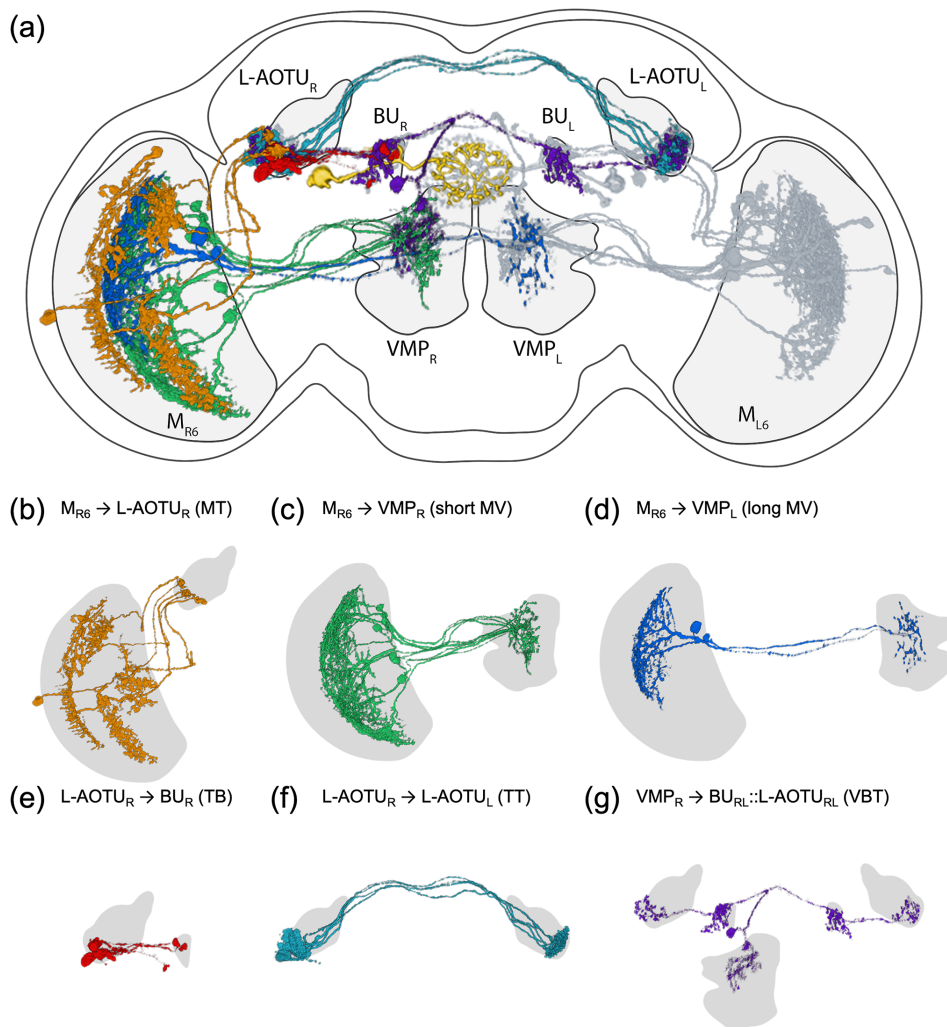 (a)
L-AOTU_R
L-AOTU_L
BU_R
BU_L
VMP_R
VMP_L
M_R6
M_L6
(b) M_R6 → L-AOTU_R (MT)
(c) M_R6 → VMP_R (short MV)
(d) M_R6 → VMP_L (long MV)
(e) L-AOTU_R → BU_R (TB)
(f) L-AOTU_R → L-AOTU_L (TT)
(g) VMP_R → BU_RL::L-AOTU_RL (VBT)